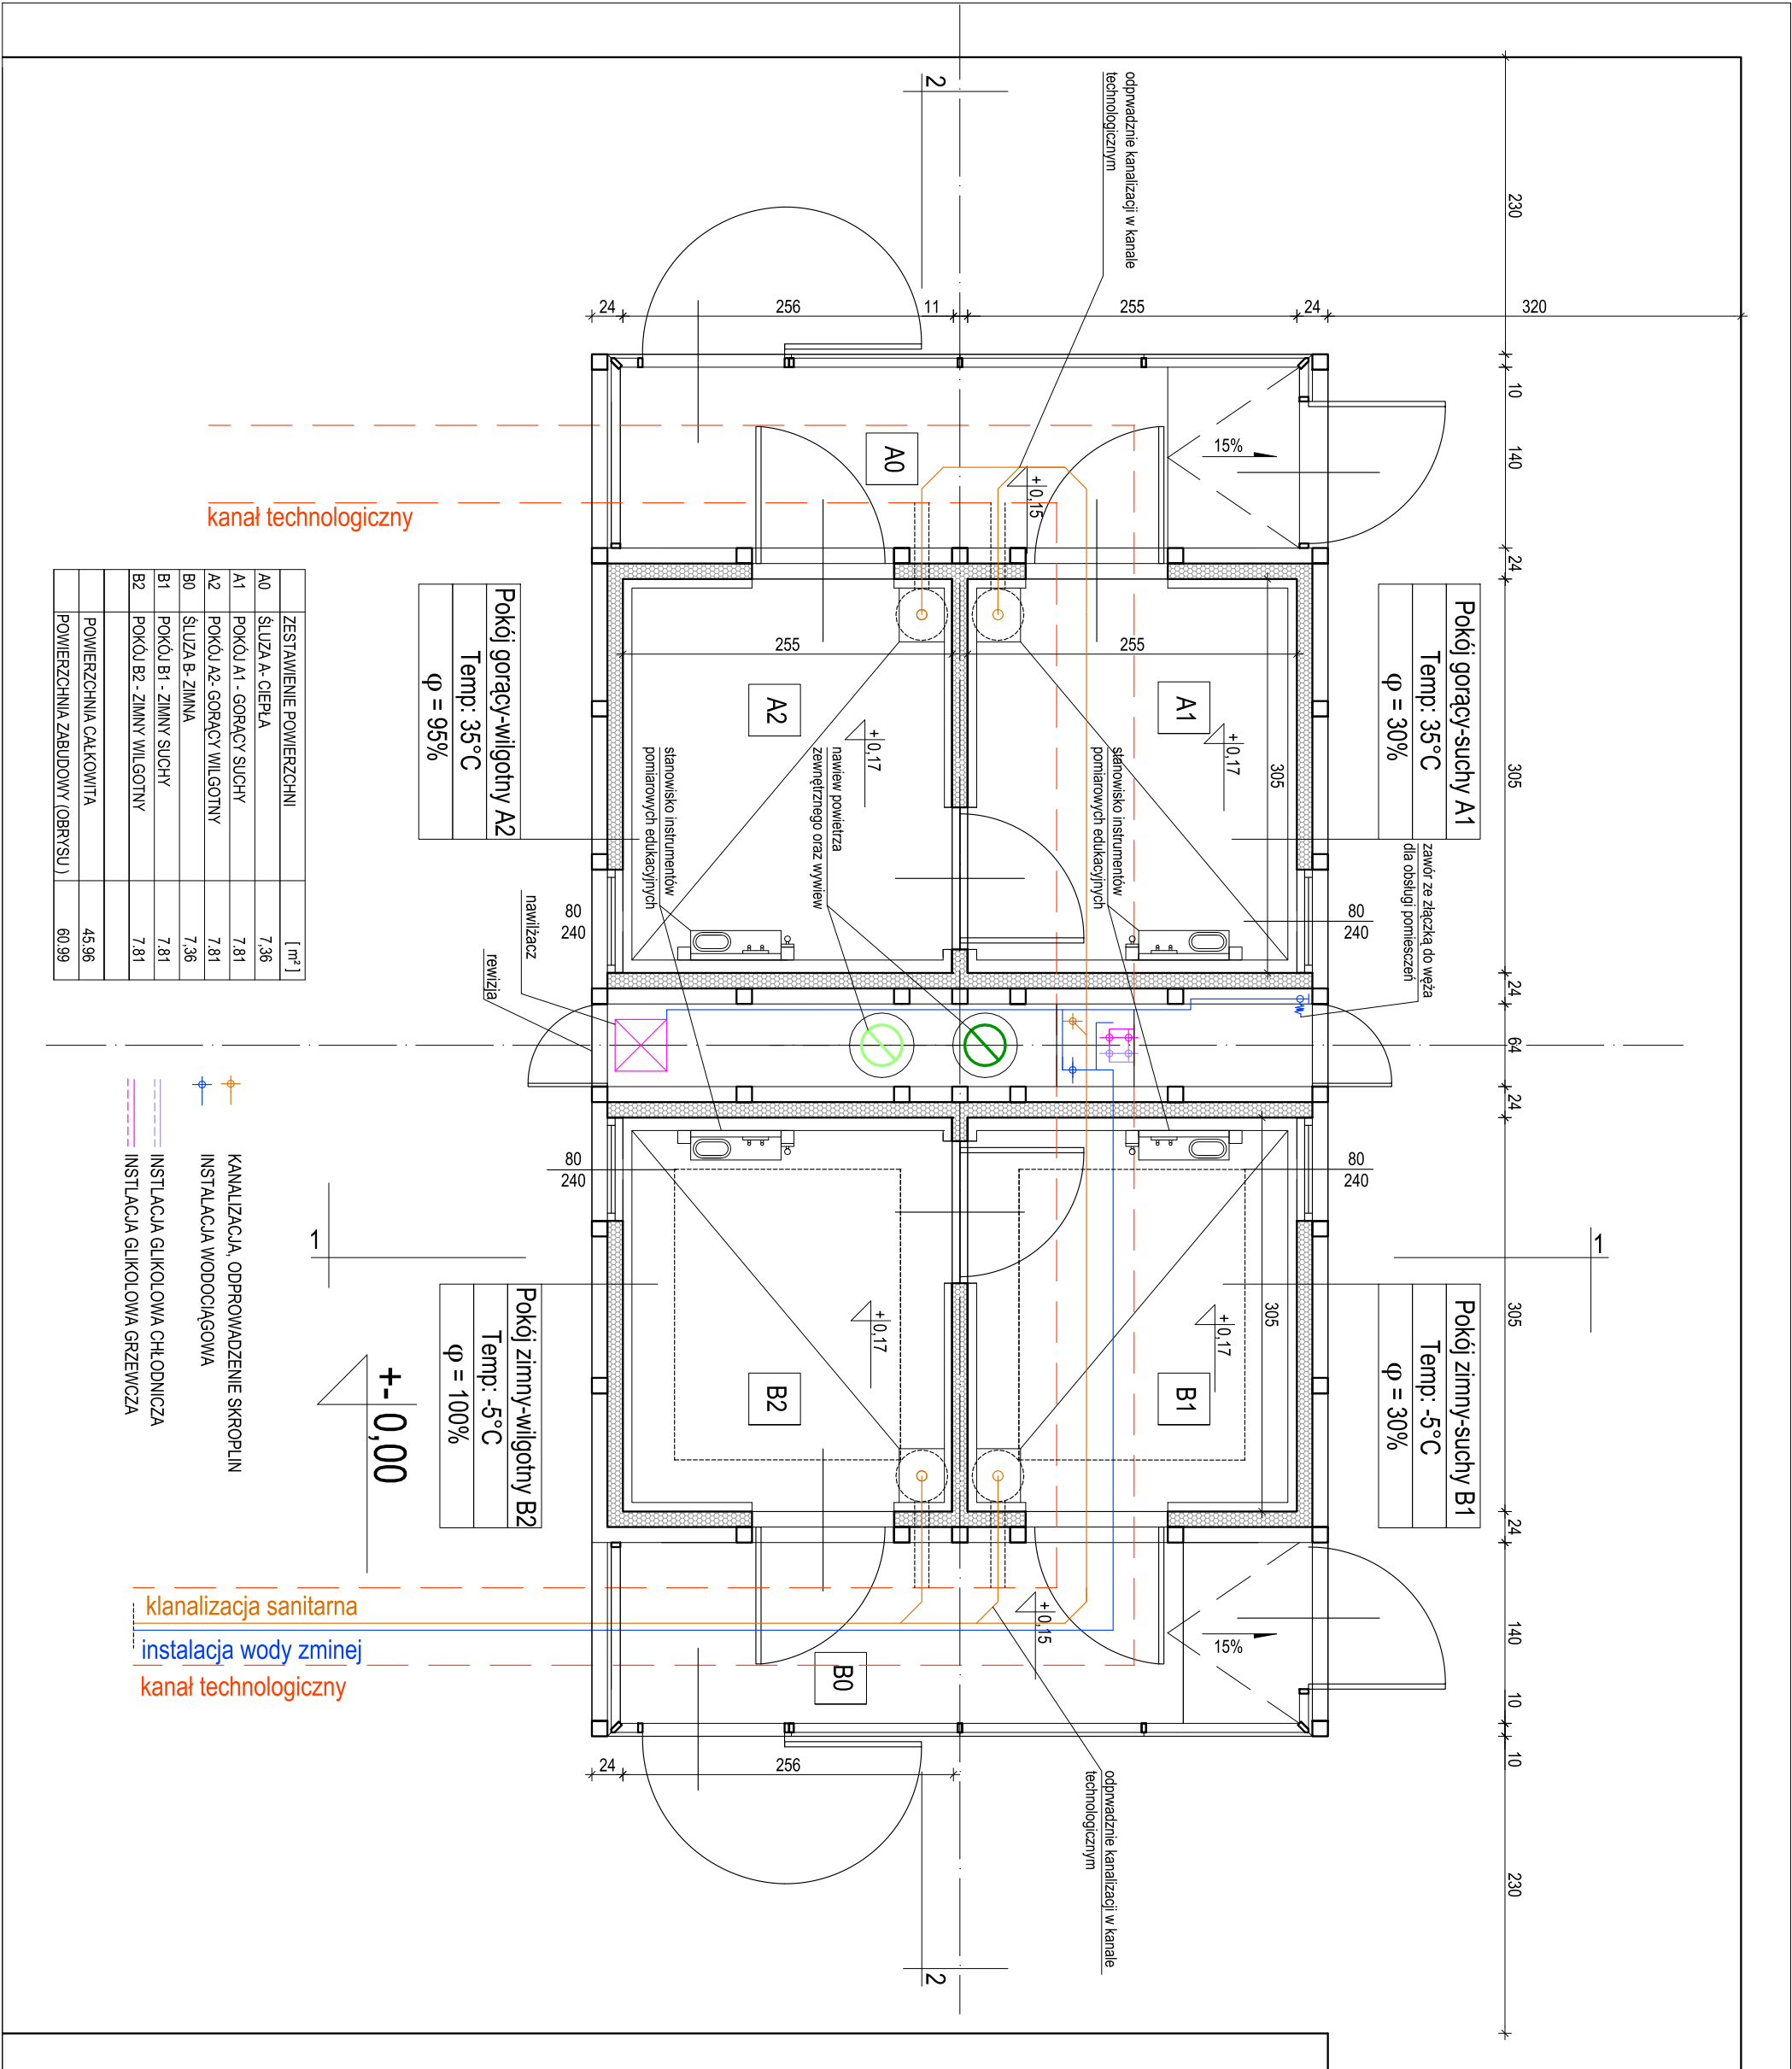 odprwadznie kanalizacji w kanale
technologicznym
2
230
10
140
24
305
24
64
24
305
24
140
10
10
230
24
256
11
255
24
320
15%
A0
+0,15
kanał technologiczny
Pokój gorący-suchy A1
Temp: 35°C
φ = 30%
Pokój gorący-wilgotny A2
Temp: 35°C
φ = 95%
255
255
A1
A2
+0,17
+0,17
305
stanowisko instrumentów
pomiarowych edukacyjnych
nawiew powietrza
zewnętrznego oraz wywiew
stanowisko instrumentów
pomiarowych edukacyjnych
zawór ze złączką do węża
dla obsługi pomieszczeń
80
240
80
240
nawilżacz
rewizja
80
240
80
240
1
1
305
Pokój zimny-suchy B1
Temp: -5°C
φ = 30%
Pokój zimny-wilgotny B2
Temp: -5°C
φ = 100%
+0,17
+0,17
B1
B2
+- 0,00
+0,15
15%
B0
klanalizacja sanitarna
instalacja wody zminej
kanał technologiczny
24
256
odprwadznie kanalizacji w kanale
technologicznym
2
ZESTAWIENIE POWIERZCHNI [ m² ]
A0 ŚLUZA A- CIEPŁA 7,36
A1 POKÓJ A1 - GORĄCY SUCHY 7.81
A2 POKÓJ A2- GORĄCY WILGOTNY 7.81
B0 ŚLUZA B- ZIMNA 7,36
B1 POKÓJ B1 - ZIMNY SUCHY 7.81
B2 POKÓJ B2 - ZIMNY WILGOTNY 7.81
POWIERZCHNIA CAŁKOWITA 45.96
POWIERZCHNIA ZABUDOWY (OBRYSU ) 60.99
KANALIZACJA, ODPROWADZENIE SKROPLIN
INSTALACJA WODOCIĄGOWA
INSTLACJA GLIKOLOWA CHŁODNICZA
INSTLACJA GLIKOLOWA GRZEWCZA